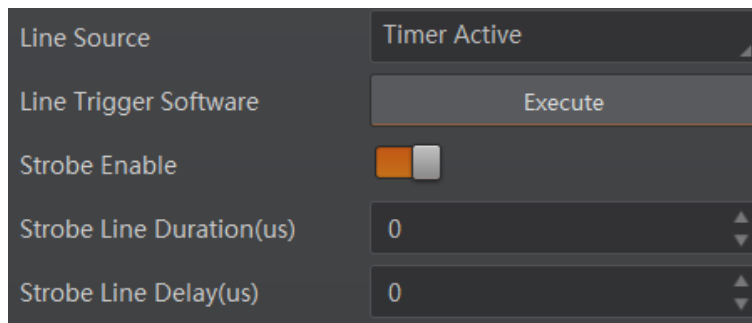 Line Source Timer Active
Line Trigger Software Execute
Strobe Enable
Strobe Line Duration(us) 0
Strobe Line Delay(us) 0